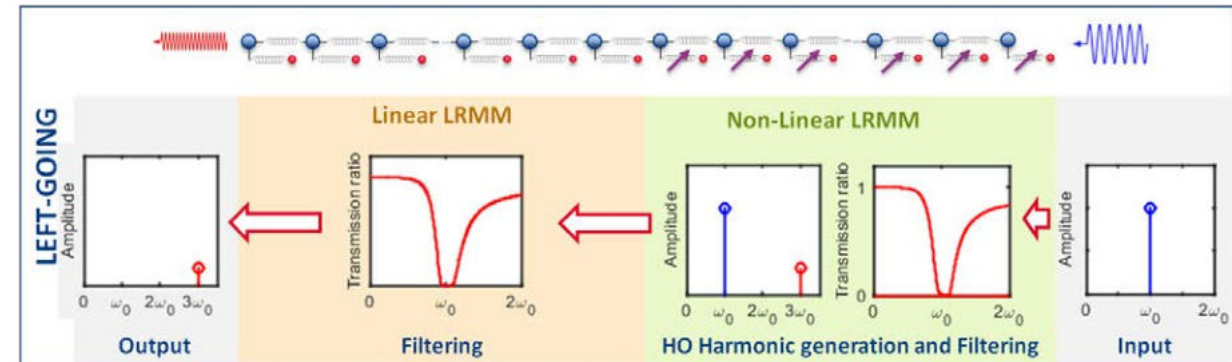 LEFT-GOING
Linear LRMM
Non-Linear LRMM
Amplitude
0 ω₀ 2ω₀ 3ω₀
Output
Transmission ratio
0 ω₀ 2ω₀
Filtering
Amplitude
0 ω₀ 2ω₀ 3ω₀
Transmission ratio
1
0
0 ω₀ 2ω₀
HO Harmonic generation and Filtering
Amplitude
0 ω₀ 2ω₀
Input